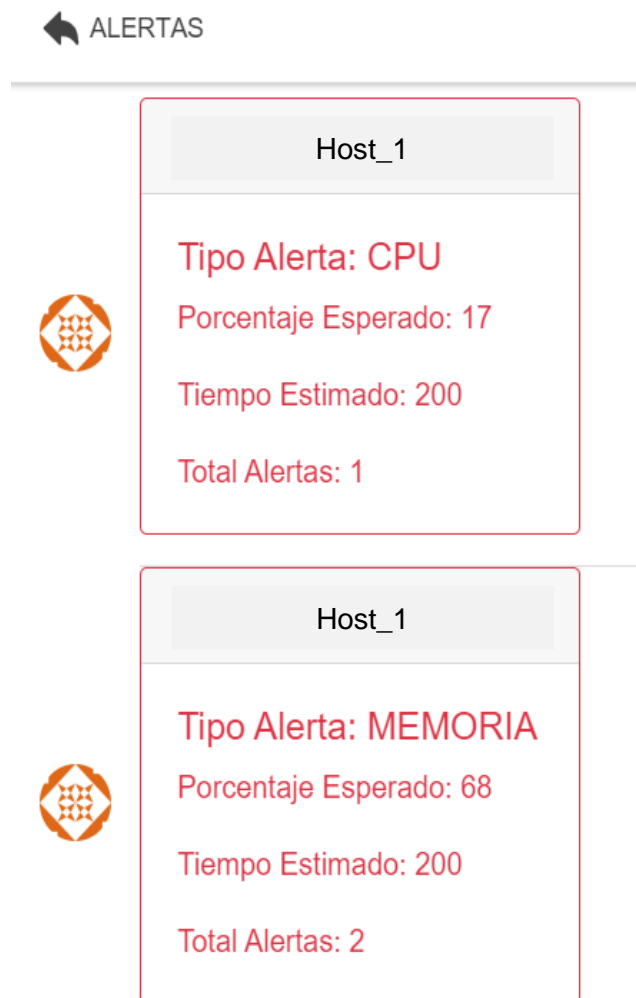 ALERTAS
Host_1
Tipo Alerta: CPU
Porcentaje Esperado: 17
Tiempo Estimado: 200
Total Alertas: 1
Host_1
Tipo Alerta: MEMORIA
Porcentaje Esperado: 68
Tiempo Estimado: 200
Total Alertas: 2